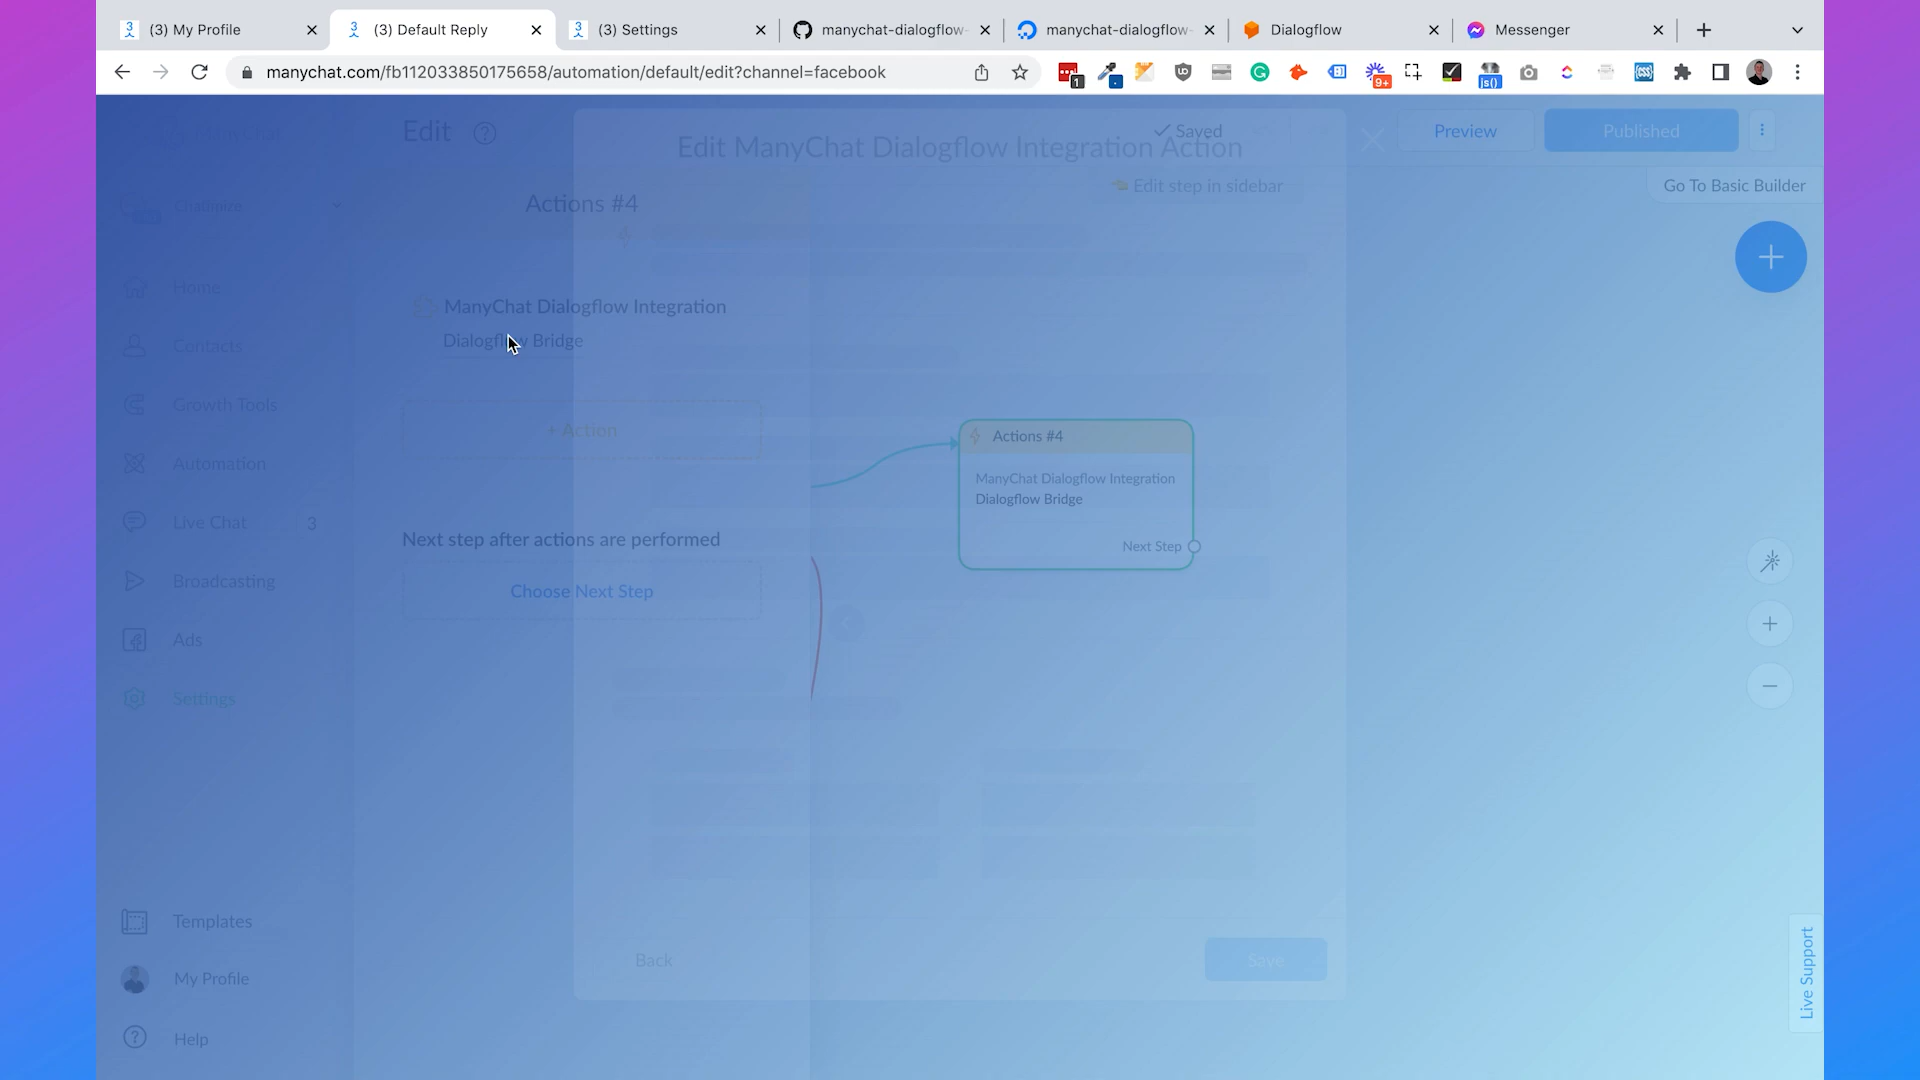 (3) My Profile
(3) Default Reply
(3) Settings
manychat-dialogflow-
manychat-dialogflow-
Dialogflow
Messenger
manychat.com/fb112033850175658/automation/default/edit?channel=facebook
1
9+
js()
Edit
Saved
Preview
Published
Edit ManyChat Dialogflow Integration Action
Edit step in sidebar
Go To Basic Builder
Chatimize
Actions #4
Home
ManyChat Dialogflow Integration
Dialogflow Bridge
Contacts
Growth Tools
+ Action
Actions #4
Automation
ManyChat Dialogflow Integration
Dialogflow Bridge
Live Chat 3
Next step after actions are performed
Next Step
Broadcasting
Choose Next Step
Ads
Settings
Templates
Back
Save
My Profile
Help
Live Support